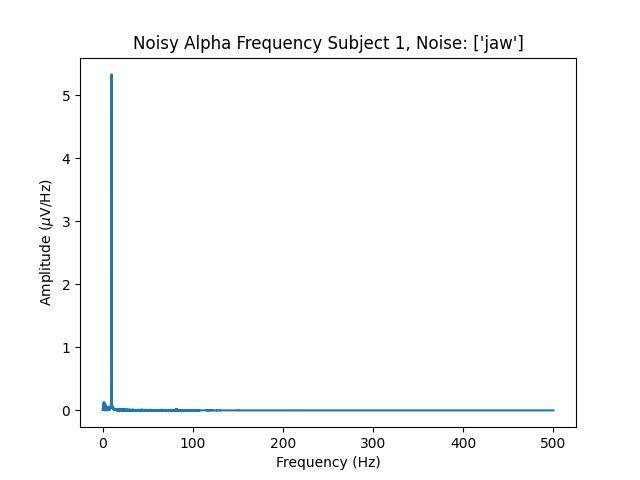 Noisy Alpha Frequency Subject 1, Noise: ['jaw']
Amplitude (μV/Hz)
5
4
3
2
1
0
0 100 200 300 400 500
Frequency (Hz)